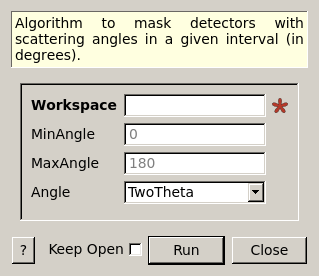 Algorithm to mask detectors with
scattering angles in a given interval (in
degrees).
Workspace *
MinAngle 0
MaxAngle 180
Angle TwoTheta
? Keep Open Run Close